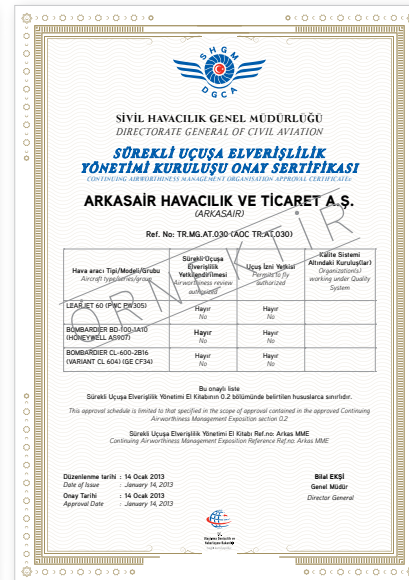 SHGM
DGCA
SİVİL HAVACILIK GENEL MÜDÜRLÜĞÜ
DIRECTORATE GENERAL OF CIVIL AVIATION
SÜREKLİ UÇUŞA ELVERİŞLİLİK
YÖNETİMİ KURULUŞU ONAY SERTİFİKASI
CONTINUING AIRWORTHINESS MANAGEMENT ORGANISATION APPROVAL CERTIFICATE
ARKASAIR HAVACILIK VE TİCARET A.Ş.
(ARKASAIR)
Ref. No: TR.MG.AT.030 (AOC TR.AT.030)
ÖRNEKTİR
Hava aracı Tipi/Modeli/Grubu
Aircraft type/series/group
Sürekli Uçuşa
Elverişlilik
Yetkilendirilmesi
Airworthiness review
authorized
Uçuş İzni Yetkisi
Permits to fly
authorized
Kalite Sistemi
Altındaki Kuruluş(lar)
Organization(s)
working under Quality
System
LEARJET 60 (PWC PW305)
Hayır
No
Hayır
No
BOMBARDIER BD-100-1A10
(HONEYWELL AS907)
Hayır
No
Hayır
No
BOMBARDIER CL-600-2B16
(VARIANT CL 604) (GE CF34)
Hayır
No
Hayır
No
Bu onaylı liste
Sürekli Uçuşa Elverişlilik Yönetimi El Kitabının 0.2 bölümünde belirtilen hususlarca sınırlıdır.
This approval schedule is limited to that specified in the scope of approval contained in the approved Continuing
Airworthiness Management Exposition section 0.2
Sürekli Uçuşa Elverişlilik Yönetimi El Kitabı Ref.no: Arkas MME
Continuing Airworthiness Management Exposition Reference Ref.no: Arkas MME
Düzenlenme tarihi : 14 Ocak 2013
Date of Issue : January 14, 2013
Onay Tarihi : 14 Ocak 2013
Approval Date : January 14, 2013
Bilal EKŞİ
Genel Müdür
Director General